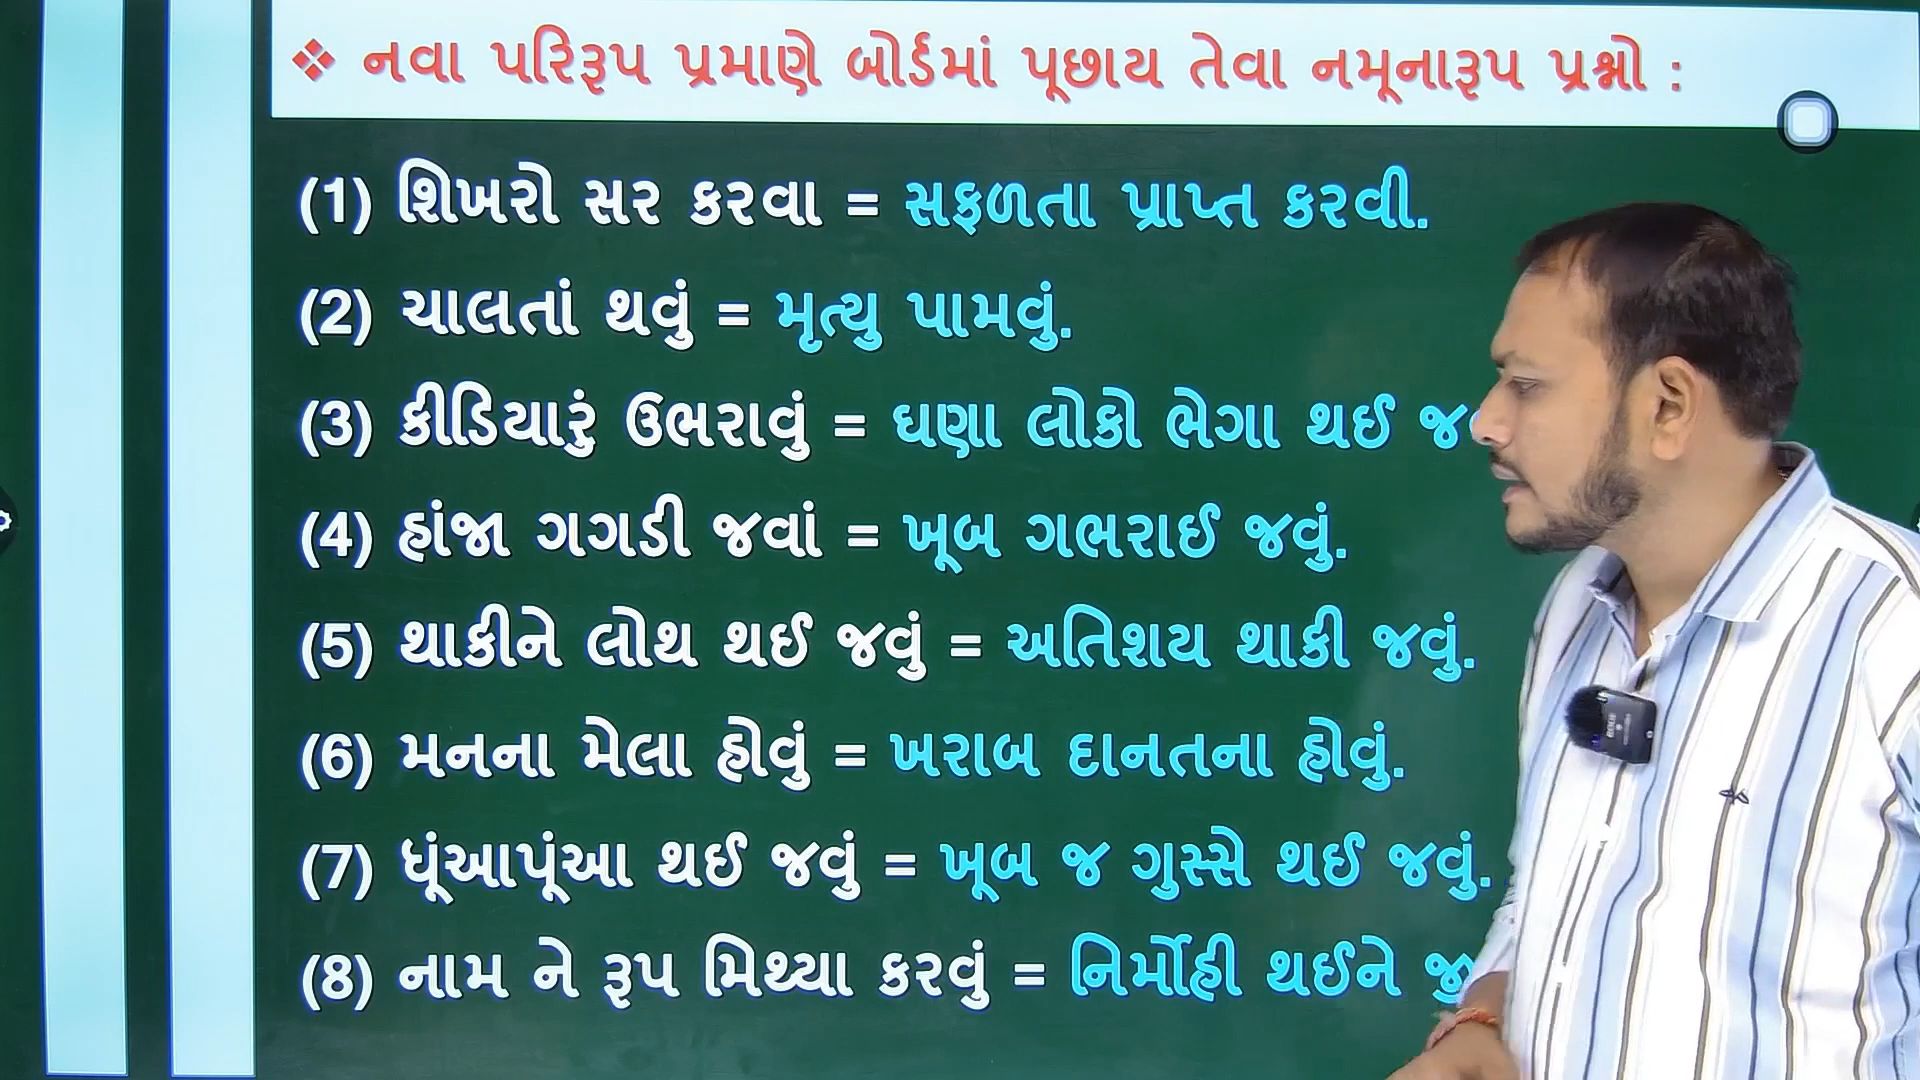 ❖ નવા પરિરૂપ પ્રમાણે બોર્ડમાં પૂછાય તેવા નમૂનારૂપ પ્રશ્નો :
(1) શિખરો સર કરવા = સફળતા પ્રાપ્ત કરવી.
(2) ચાલતાં થવું = મૃત્યુ પામવું.
(3) કીડિયારું ઉભરાવું = ઘણા લોકો ભેગા થઈ
(4) હાંજા ગગડી જવાં = ખૂબ ગભરાઈ જવું.
(5) થાકીને લોથ થઈ જવું = અતિશય થાકી જવું.
(6) મનના મેલા હોવું = ખરાબ દાનતના હોવું.
(7) ધૂંઆપૂંઆ થઈ જવું = ખૂબ જ ગુસ્સે થઈ જવું.
(8) નામ ને રૂપ મિથ્યા કરવું = નિર્મોહી થઈને